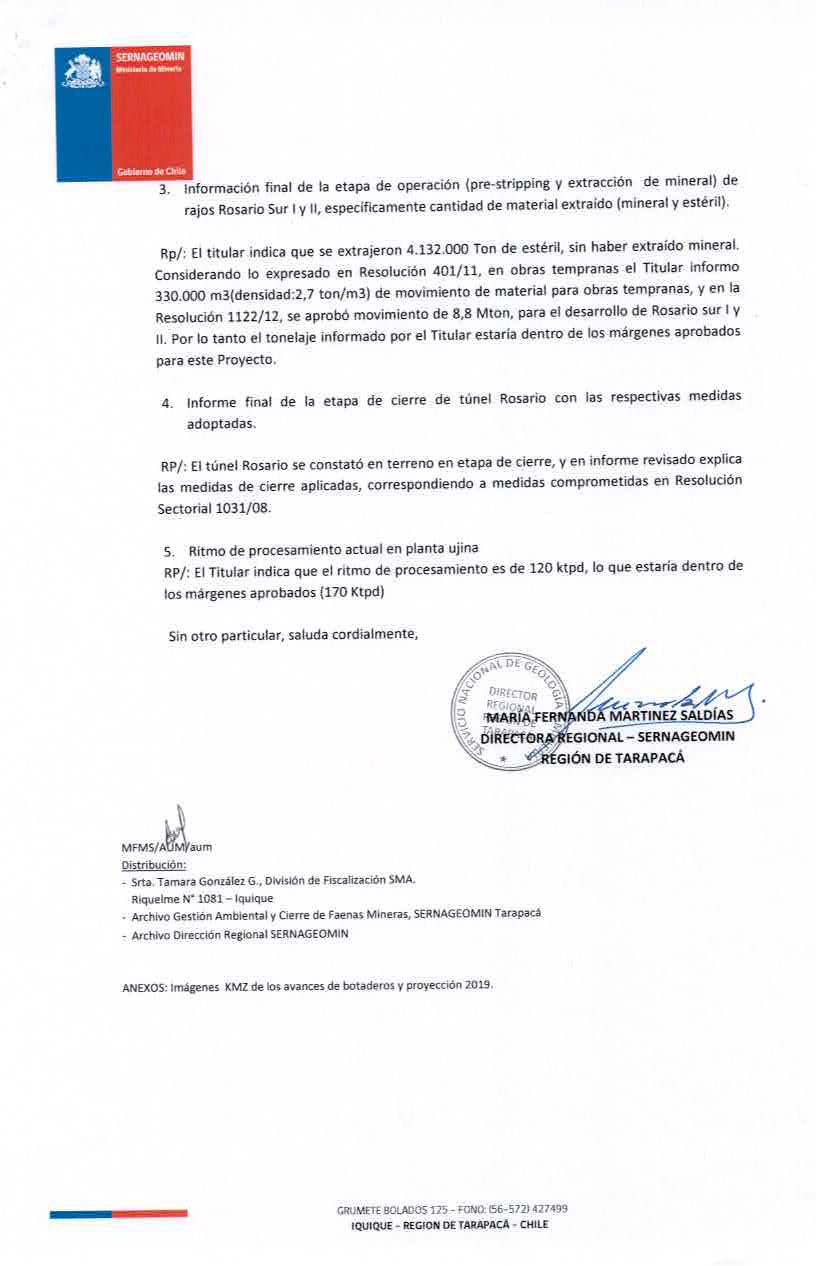 SERNAGEOMIN
Ministerio de Minería
Gobierno de Chile
3. Información final de la etapa de operación (pre-stripping y extracción de mineral) de
rajos Rosario Sur I y II, específicamente cantidad de material extraído (mineral y estéril).
Rp/: El titular indica que se extrajeron 4.132.000 Ton de estéril, sin haber extraído mineral.
Considerando lo expresado en Resolución 401/11, en obras tempranas el Titular informo
330.000 m3(densidad:2,7 ton/m3) de movimiento de material para obras tempranas, y en la
Resolución 1122/12, se aprobó movimiento de 8,8 Mton, para el desarrollo de Rosario sur I y
II. Por lo tanto el tonelaje informado por el Titular estaría dentro de los márgenes aprobados
para este Proyecto.
4. Informe final de la etapa de cierre de túnel Rosario con las respectivas medidas
adoptadas.
RP/: El túnel Rosario se constató en terreno en etapa de cierre, y en informe revisado explica
las medidas de cierre aplicadas, correspondiendo a medidas comprometidas en Resolución
Sectorial 1031/08.
5. Ritmo de procesamiento actual en planta ujina
RP/: El Titular indica que el ritmo de procesamiento es de 120 ktpd, lo que estaría dentro de
los márgenes aprobados (170 Ktpd)
Sin otro particular, saluda cordialmente,
SERVICIO NACIONAL DE GEOLOGÍA
DIRECTOR
REGIONAL
REGIÓN DE
TARAPACÁ
MARÍA FERNANDA MARTINEZ SALDÍAS
DIRECTORA REGIONAL – SERNAGEOMIN
REGIÓN DE TARAPACÁ
MFMS/AUM/aum
Distribución:
- Srta. Tamara González G., División de Fiscalización SMA.
Riquelme N° 1081 – Iquique
- Archivo Gestión Ambiental y Cierre de Faenas Mineras, SERNAGEOMIN Tarapacá
- Archivo Dirección Regional SERNAGEOMIN
ANEXOS: Imágenes KMZ de los avances de botaderos y proyección 2019.
GRUMETE BOLADOS 125 – FONO: (56-572) 427499
IQUIQUE – REGION DE TARAPACÁ - CHILE